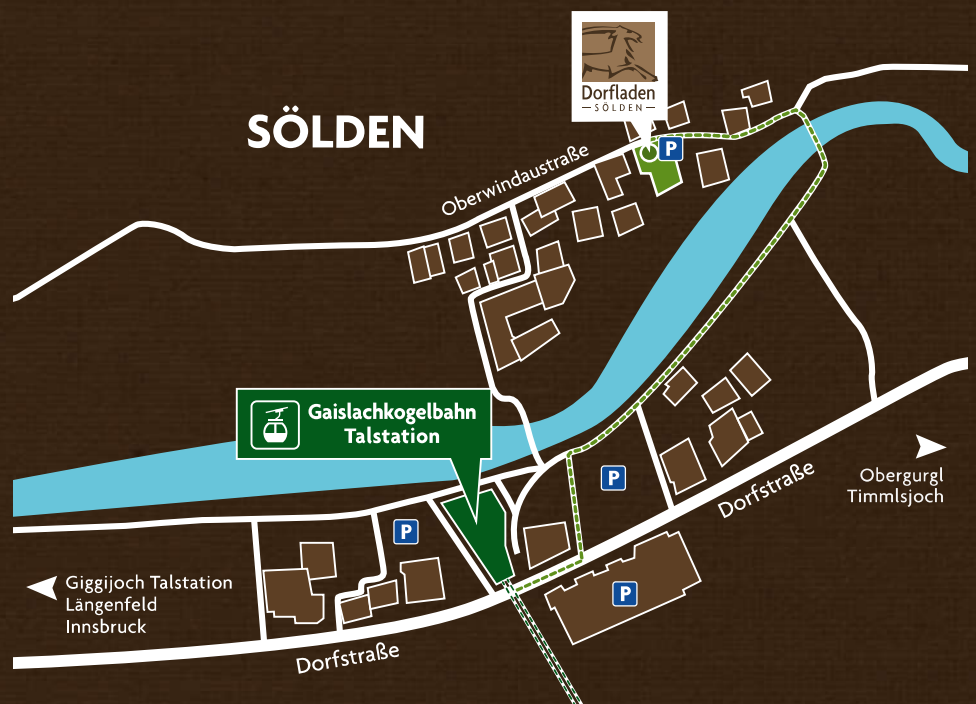 Dorfladen
SÖLDEN
SÖLDEN
P
Oberwindaustraße
Gaislachkogelbahn
Talstation
P
P
Dorfstraße
Obergurgl
Timmlsjoch
P
Giggijoch Talstation
Längenfeld
Innsbruck
Dorfstraße